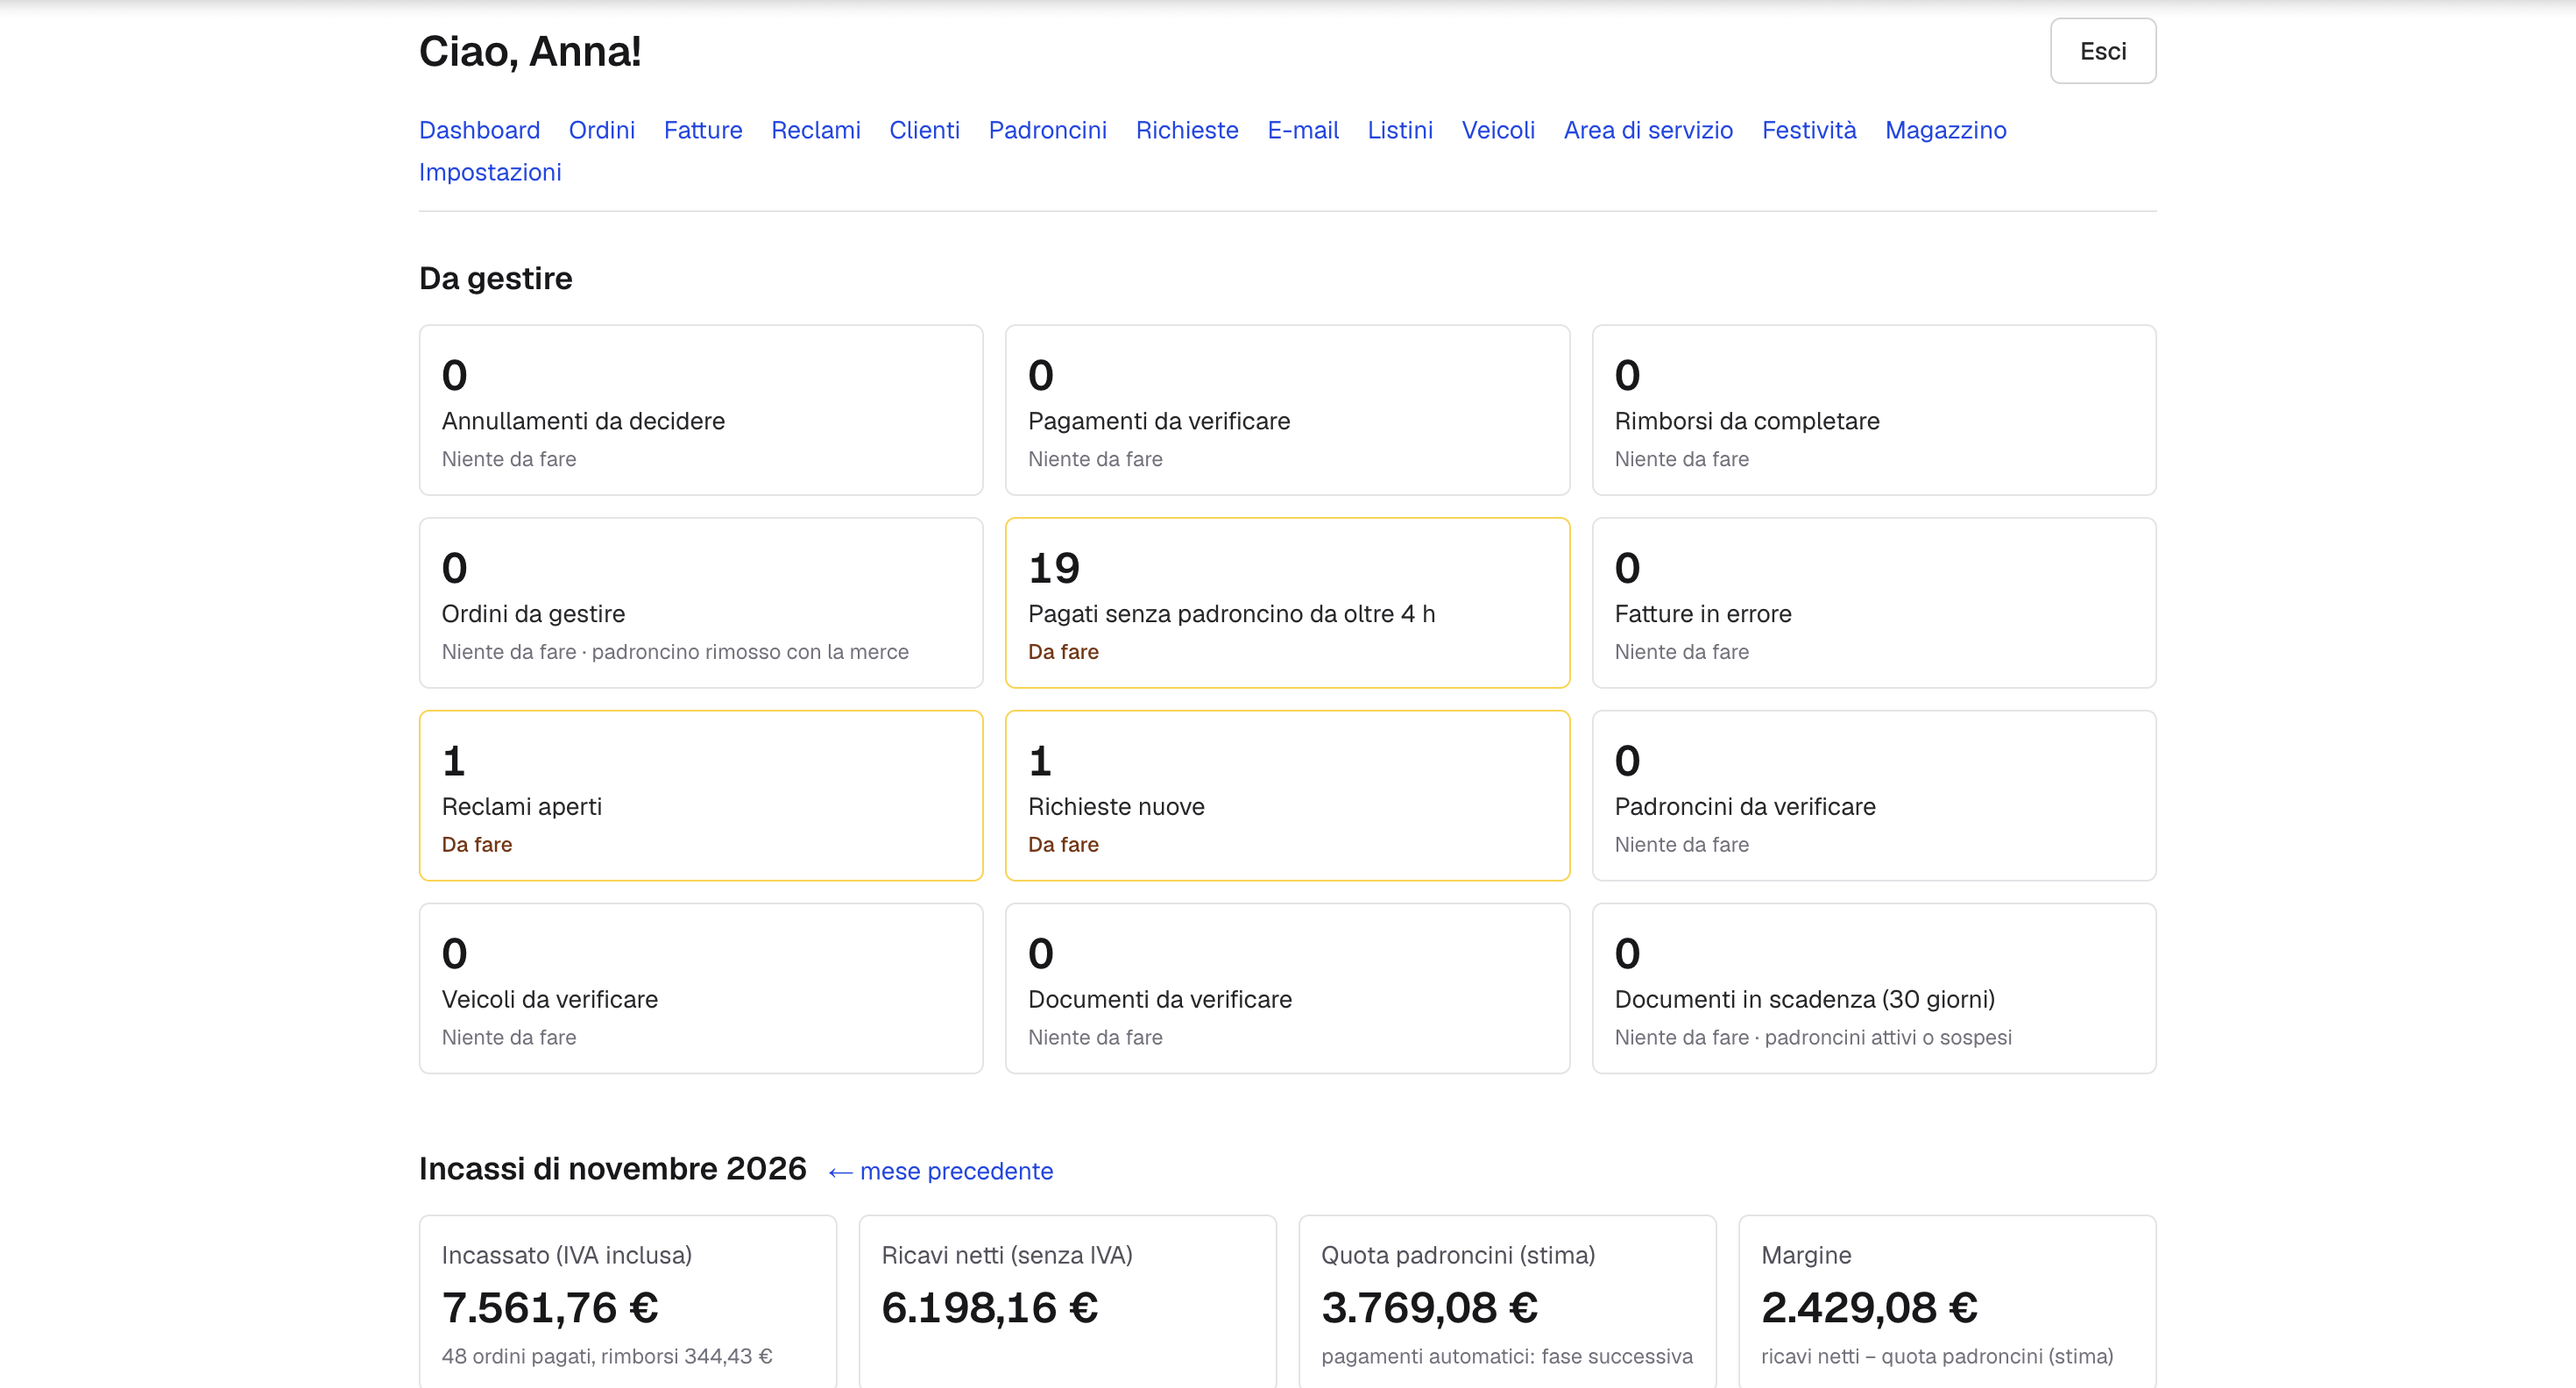 Ciao, Anna!
Esci
Dashboard Ordini Fatture Reclami Clienti Padroncini Richieste E-mail Listini Veicoli Area di servizio Festività Magazzino
Impostazioni
Da gestire
0
Annullamenti da decidere
Niente da fare
0
Pagamenti da verificare
Niente da fare
0
Rimborsi da completare
Niente da fare
0
Ordini da gestire
Niente da fare · padroncino rimosso con la merce
19
Pagati senza padroncino da oltre 4 h
Da fare
0
Fatture in errore
Niente da fare
1
Reclami aperti
Da fare
1
Richieste nuove
Da fare
0
Padroncini da verificare
Niente da fare
0
Veicoli da verificare
Niente da fare
0
Documenti da verificare
Niente da fare
0
Documenti in scadenza (30 giorni)
Niente da fare · padroncini attivi o sospesi
Incassi di novembre 2026 ← mese precedente
Incassato (IVA inclusa)
7.561,76 €
48 ordini pagati, rimborsi 344,43 €
Ricavi netti (senza IVA)
6.198,16 €
Quota padroncini (stima)
3.769,08 €
pagamenti automatici: fase successiva
Margine
2.429,08 €
ricavi netti – quota padroncini (stima)